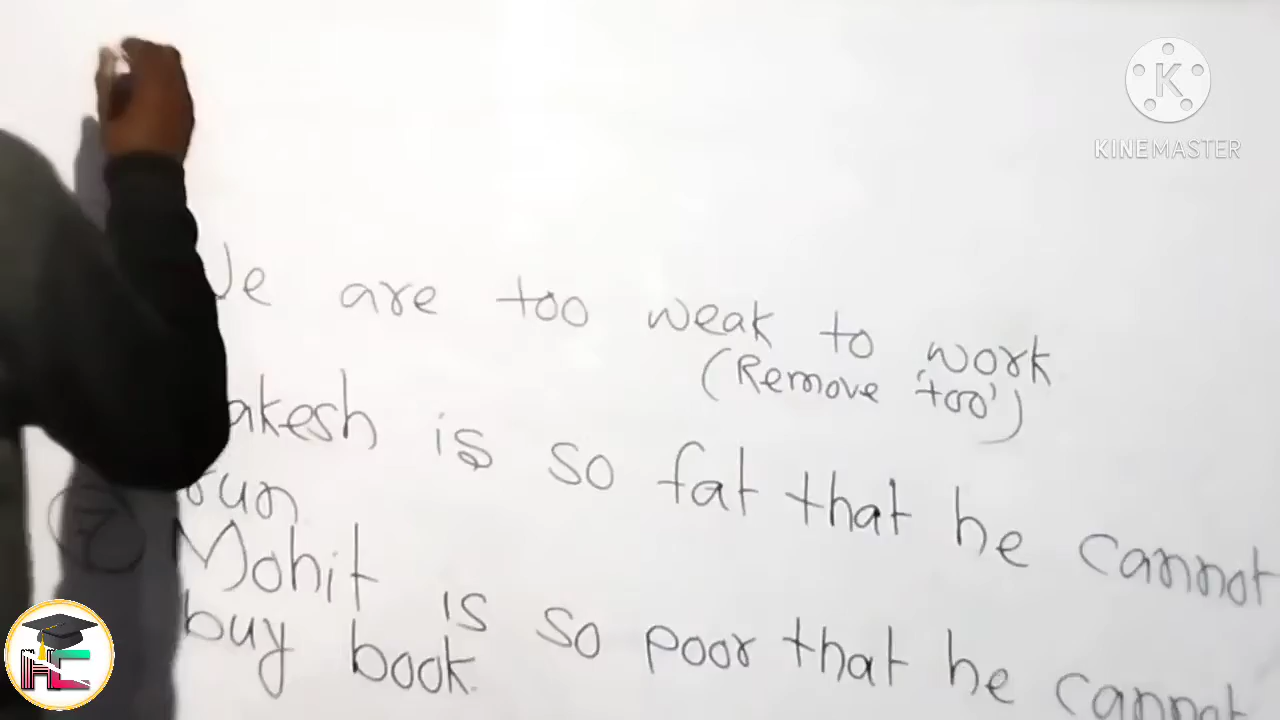 KINEMASTER
We are too weak to work
(Remove 'too')
akesh is so fat that he cannot
run
Mohit is so poor that he cannot
buy book.